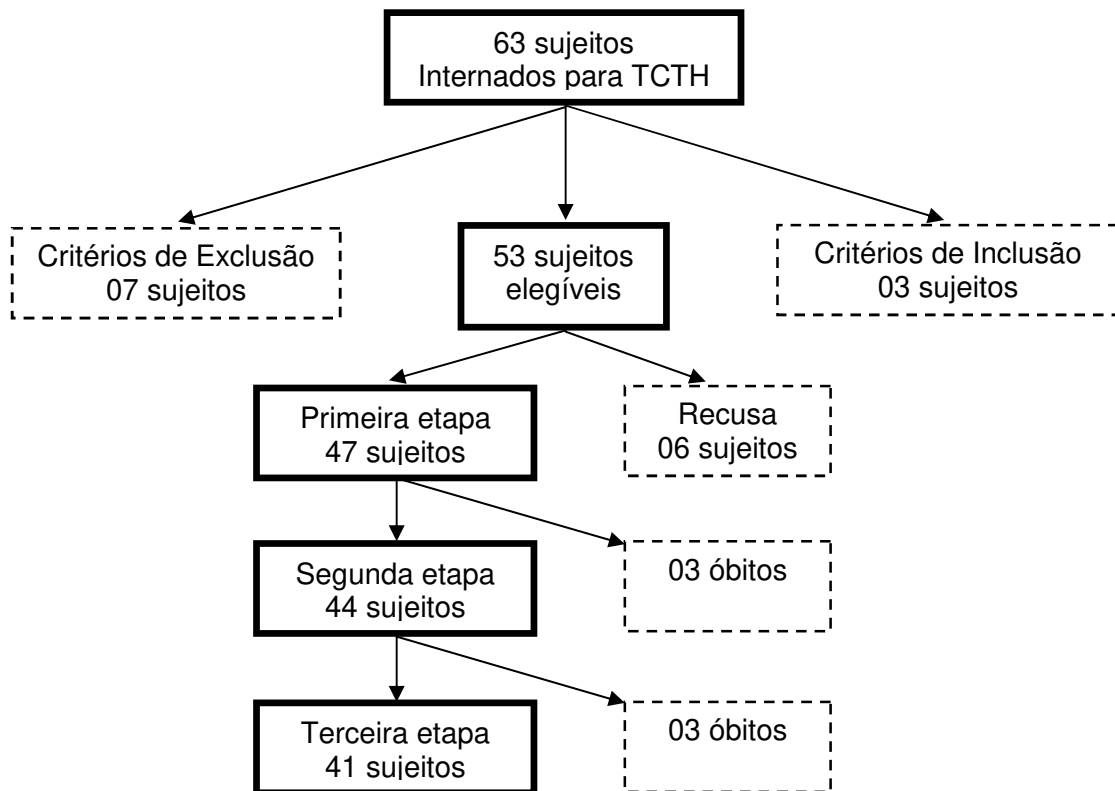 63 sujeitos
Internados para TCTH
Critérios de Exclusão
07 sujeitos
53 sujeitos
elegíveis
Critérios de Inclusão
03 sujeitos
Primeira etapa
47 sujeitos
Recusa
06 sujeitos
Segunda etapa
44 sujeitos
03 óbitos
Terceira etapa
41 sujeitos
03 óbitos